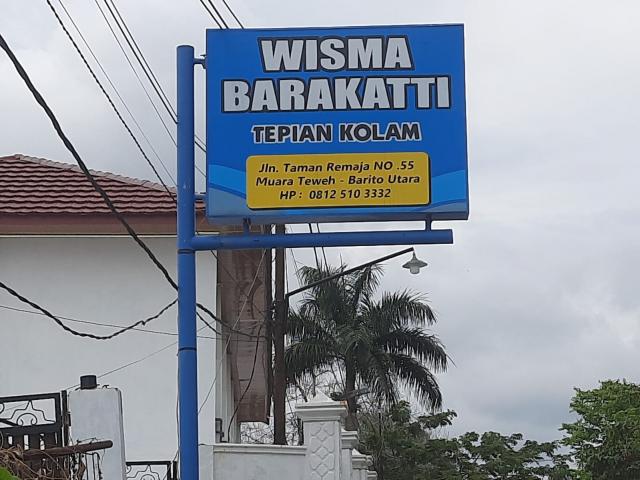 WISMA
BARAKATTI
TEPIAN KOLAM
Jln. Taman Remaja NO .55
Muara Teweh - Barito Utara
HP : 0812 510 3332